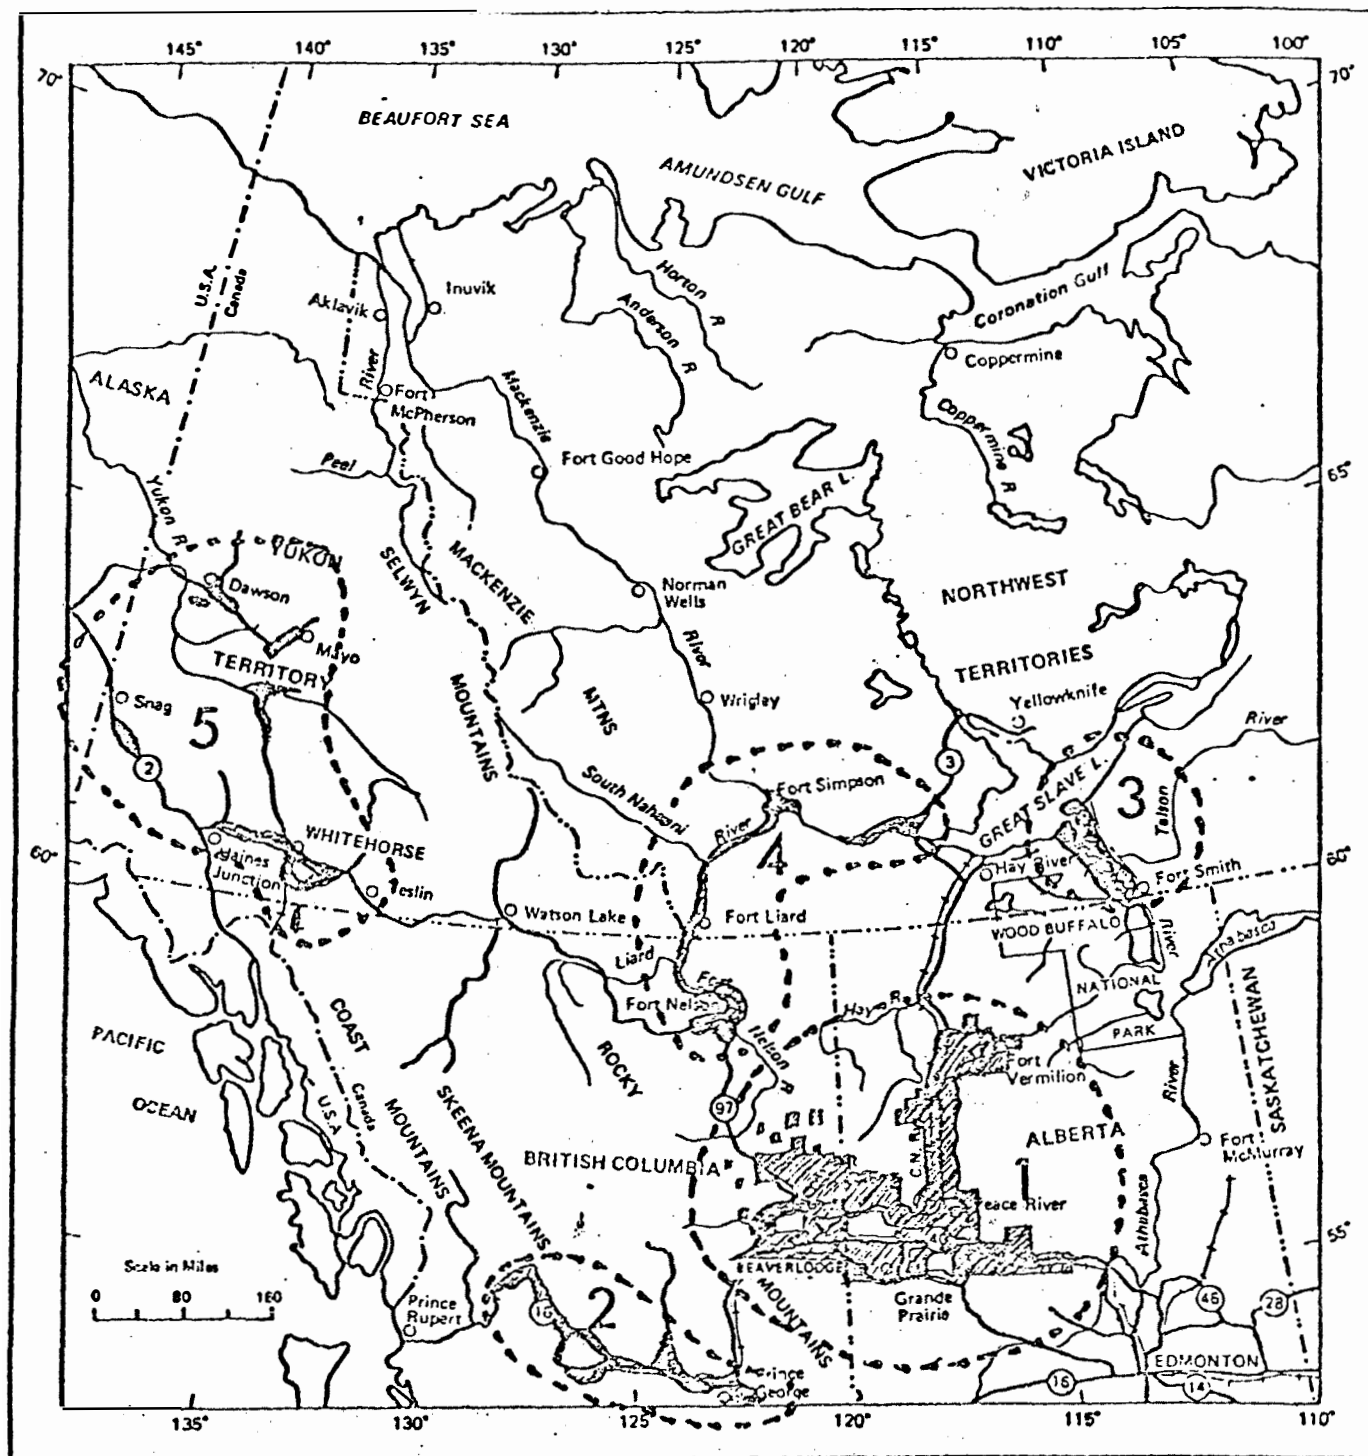 145° 140° 135° 130° 124° 120° 114° 110° 105° 100°
70° 70°
BEAUFORT SEA
AMUNDSEN GULF
VICTORIA ISLAND
U.S.A.
Canada
Aklavik
Inuvik
Horton R
Anderson R
Coronation Gulf
Coppermine
ALASKA
River
Fort
McPherson
Mackenzie
Coppermine R
Peel
Fort Good Hope
65°
GREAT BEAR L.
Yukon R
YUKON
SELWYN
MACKENZIE
Dawson
Norman
Wells
NORTHWEST
Mayo
River
TERRITORY
TERRITORIES
MOUNTAINS
MTNS
Wrigley
Yellowknife
Snag
5
River
2
South Nahanni
Fort Simpson
3
GREAT SLAVE L.
3
Talson
WHITEHORSE
River
4
60° 60°
Haines
Junction
Hay River
Fort Smith
Teslin
Watson Lake
Fort Liard
WOOD BUFFALO
River
Liard
Fort
Athabasca
NATIONAL
Fort Nelson
Hay R.
COAST
PARK
PACIFIC
ROCKY
Nelson R
Fort
Vermilion
River
SASKATCHEWAN
OCEAN
Canada
U.S.A
MOUNTAINS
SKEENA MOUNTAINS
97
C.N.R.
ALBERTA
Fort
McMurray
BRITISH COLUMBIA
1
Peace River
Athabasca
55°
Scale in Miles
0 80 160
BEAVERLODGE
MOUNTAINS
Grande
Prairie
Prince
Rupert
16
2
46
28
Prince
George
EDMONTON
16
14
135° 130° 125° 120° 115° 110°